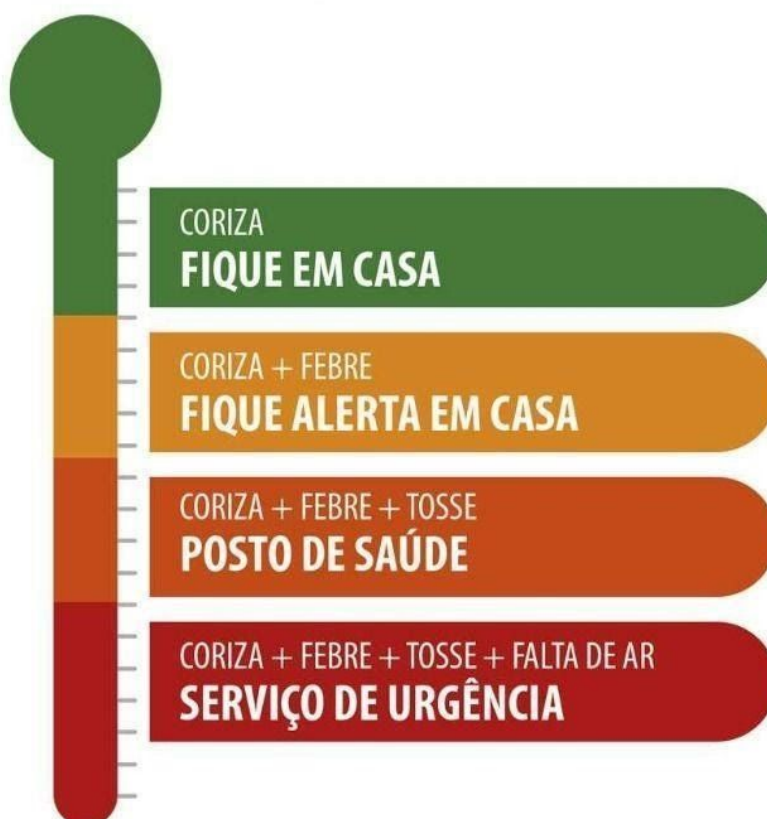 CORIZA
FIQUE EM CASA
CORIZA + FEBRE
FIQUE ALERTA EM CASA
CORIZA + FEBRE + TOSSE
POSTO DE SAÚDE
CORIZA + FEBRE + TOSSE + FALTA DE AR
SERVIÇO DE URGÊNCIA